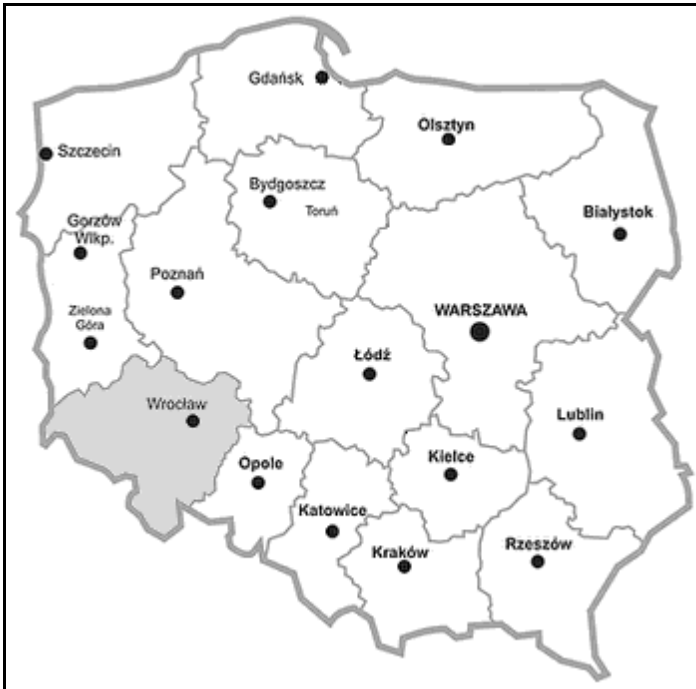 Gdańsk
Olsztyn
Szczecin
Bydgoszcz
Toruń
Białystok
Gorzów
Wlkp.
Poznań
Zielona
Góra
WARSZAWA
Łódź
Wrocław
Lublin
Opole
Kielce
Katowice
Kraków
Rzeszów